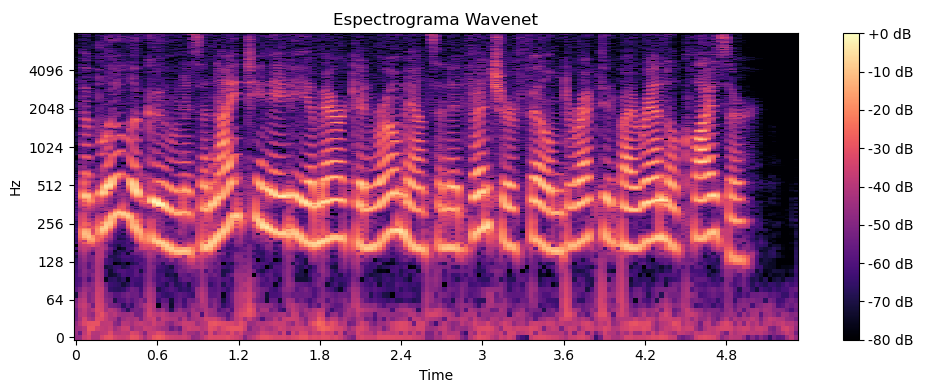 Espectrograma Wavenet
Hz
4096
2048
1024
512
256
128
64
0
0
0.6
1.2
1.8
2.4
3
3.6
4.2
4.8
Time
+0 dB
-10 dB
-20 dB
-30 dB
-40 dB
-50 dB
-60 dB
-70 dB
-80 dB